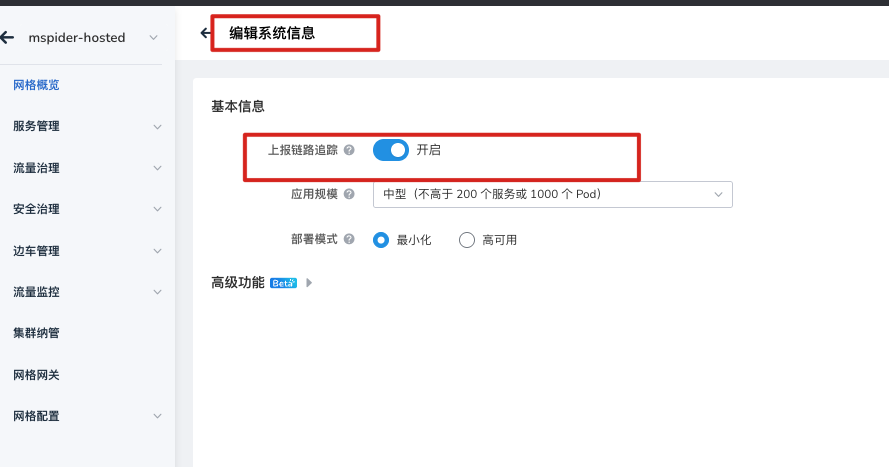 mspider-hosted
网格概览
服务管理
流量治理
安全治理
边车管理
流量监控
集群纳管
网格网关
网格配置
编辑系统信息
基本信息
上报链路追踪 ? 开启
应用规模 ? 中型（不高于 200 个服务或 1000 个 Pod）
部署模式 ? 最小化 高可用
高级功能 Beta